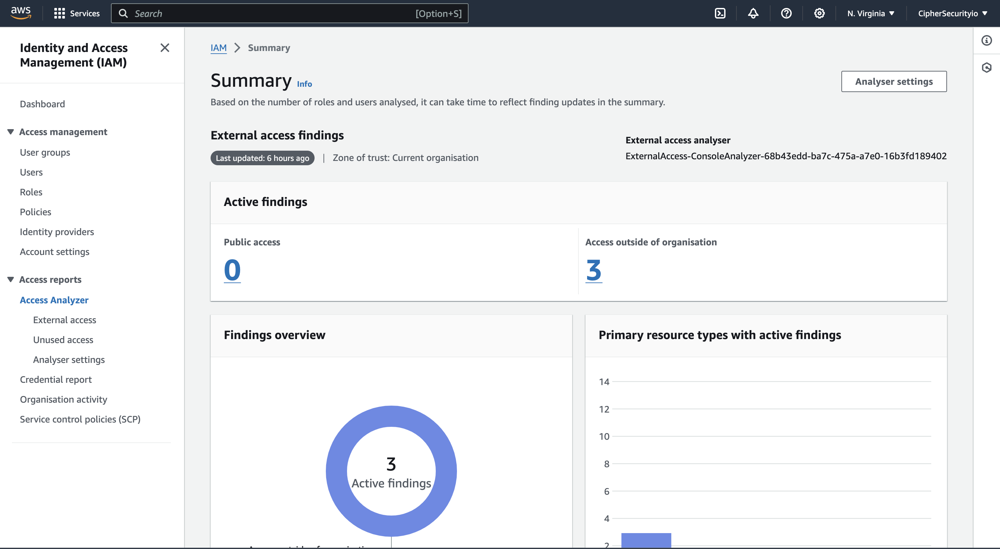 aws
Services
Search
[Option+S]
N. Virginia
CipherSecurityio
Identity and Access
Management (IAM)
Dashboard
Access management
User groups
Users
Roles
Policies
Identity providers
Account settings
Access reports
Access Analyzer
External access
Unused access
Analyser settings
Credential report
Organisation activity
Service control policies (SCP)
IAM
Summary
Summary
Info
Analyser settings
Based on the number of roles and users analysed, it can take time to reflect finding updates in the summary.
External access findings
Last updated: 6 hours ago
| Zone of trust: Current organisation
External access analyser
ExternalAccess-ConsoleAnalyzer-68b43edd-ba7c-475a-a7e0-16b3fd189402
Active findings
Public access
0
Access outside of organisation
3
Findings overview
3
Active findings
Primary resource types with active findings
14
12
10
8
6
4
2